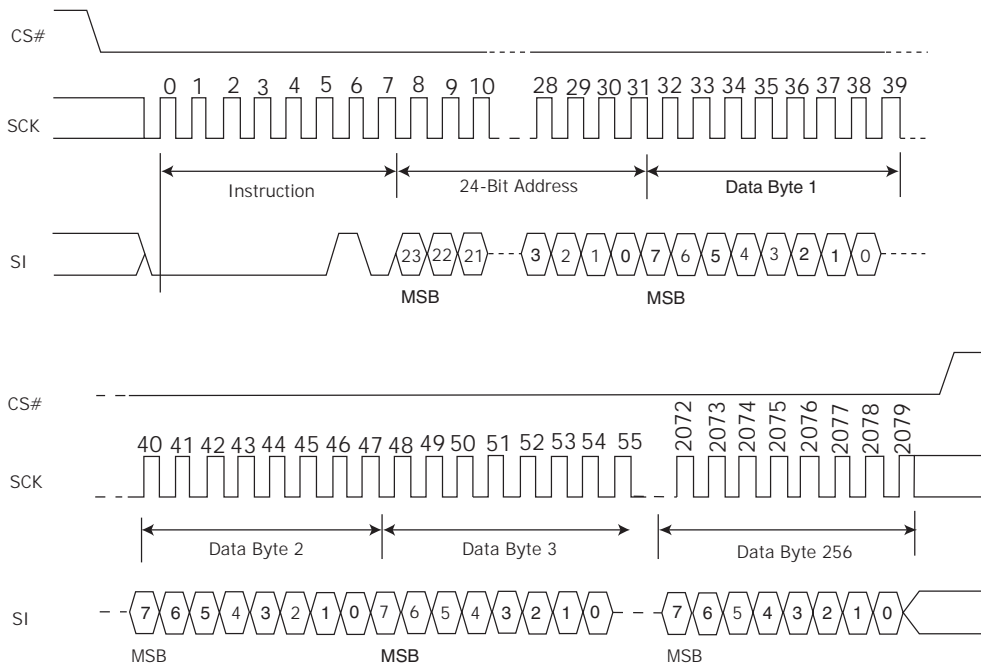 CS#
0 1 2 3 4 5 6 7 8 9 10 28 29 30 31 32 33 34 35 36 37 38 39
SCK
Instruction 24-Bit Address Data Byte 1
SI 23 22 21 3 2 1 0 7 6 5 4 3 2 1 0
MSB MSB
CS#
40 41 42 43 44 45 46 47 48 49 50 51 52 53 54 55 2072 2073 2074 2075 2076 2077 2078 2079
SCK
Data Byte 2 Data Byte 3 Data Byte 256
SI 7 6 5 4 3 2 1 0 7 6 5 4 3 2 1 0 7 6 5 4 3 2 1 0
MSB MSB MSB